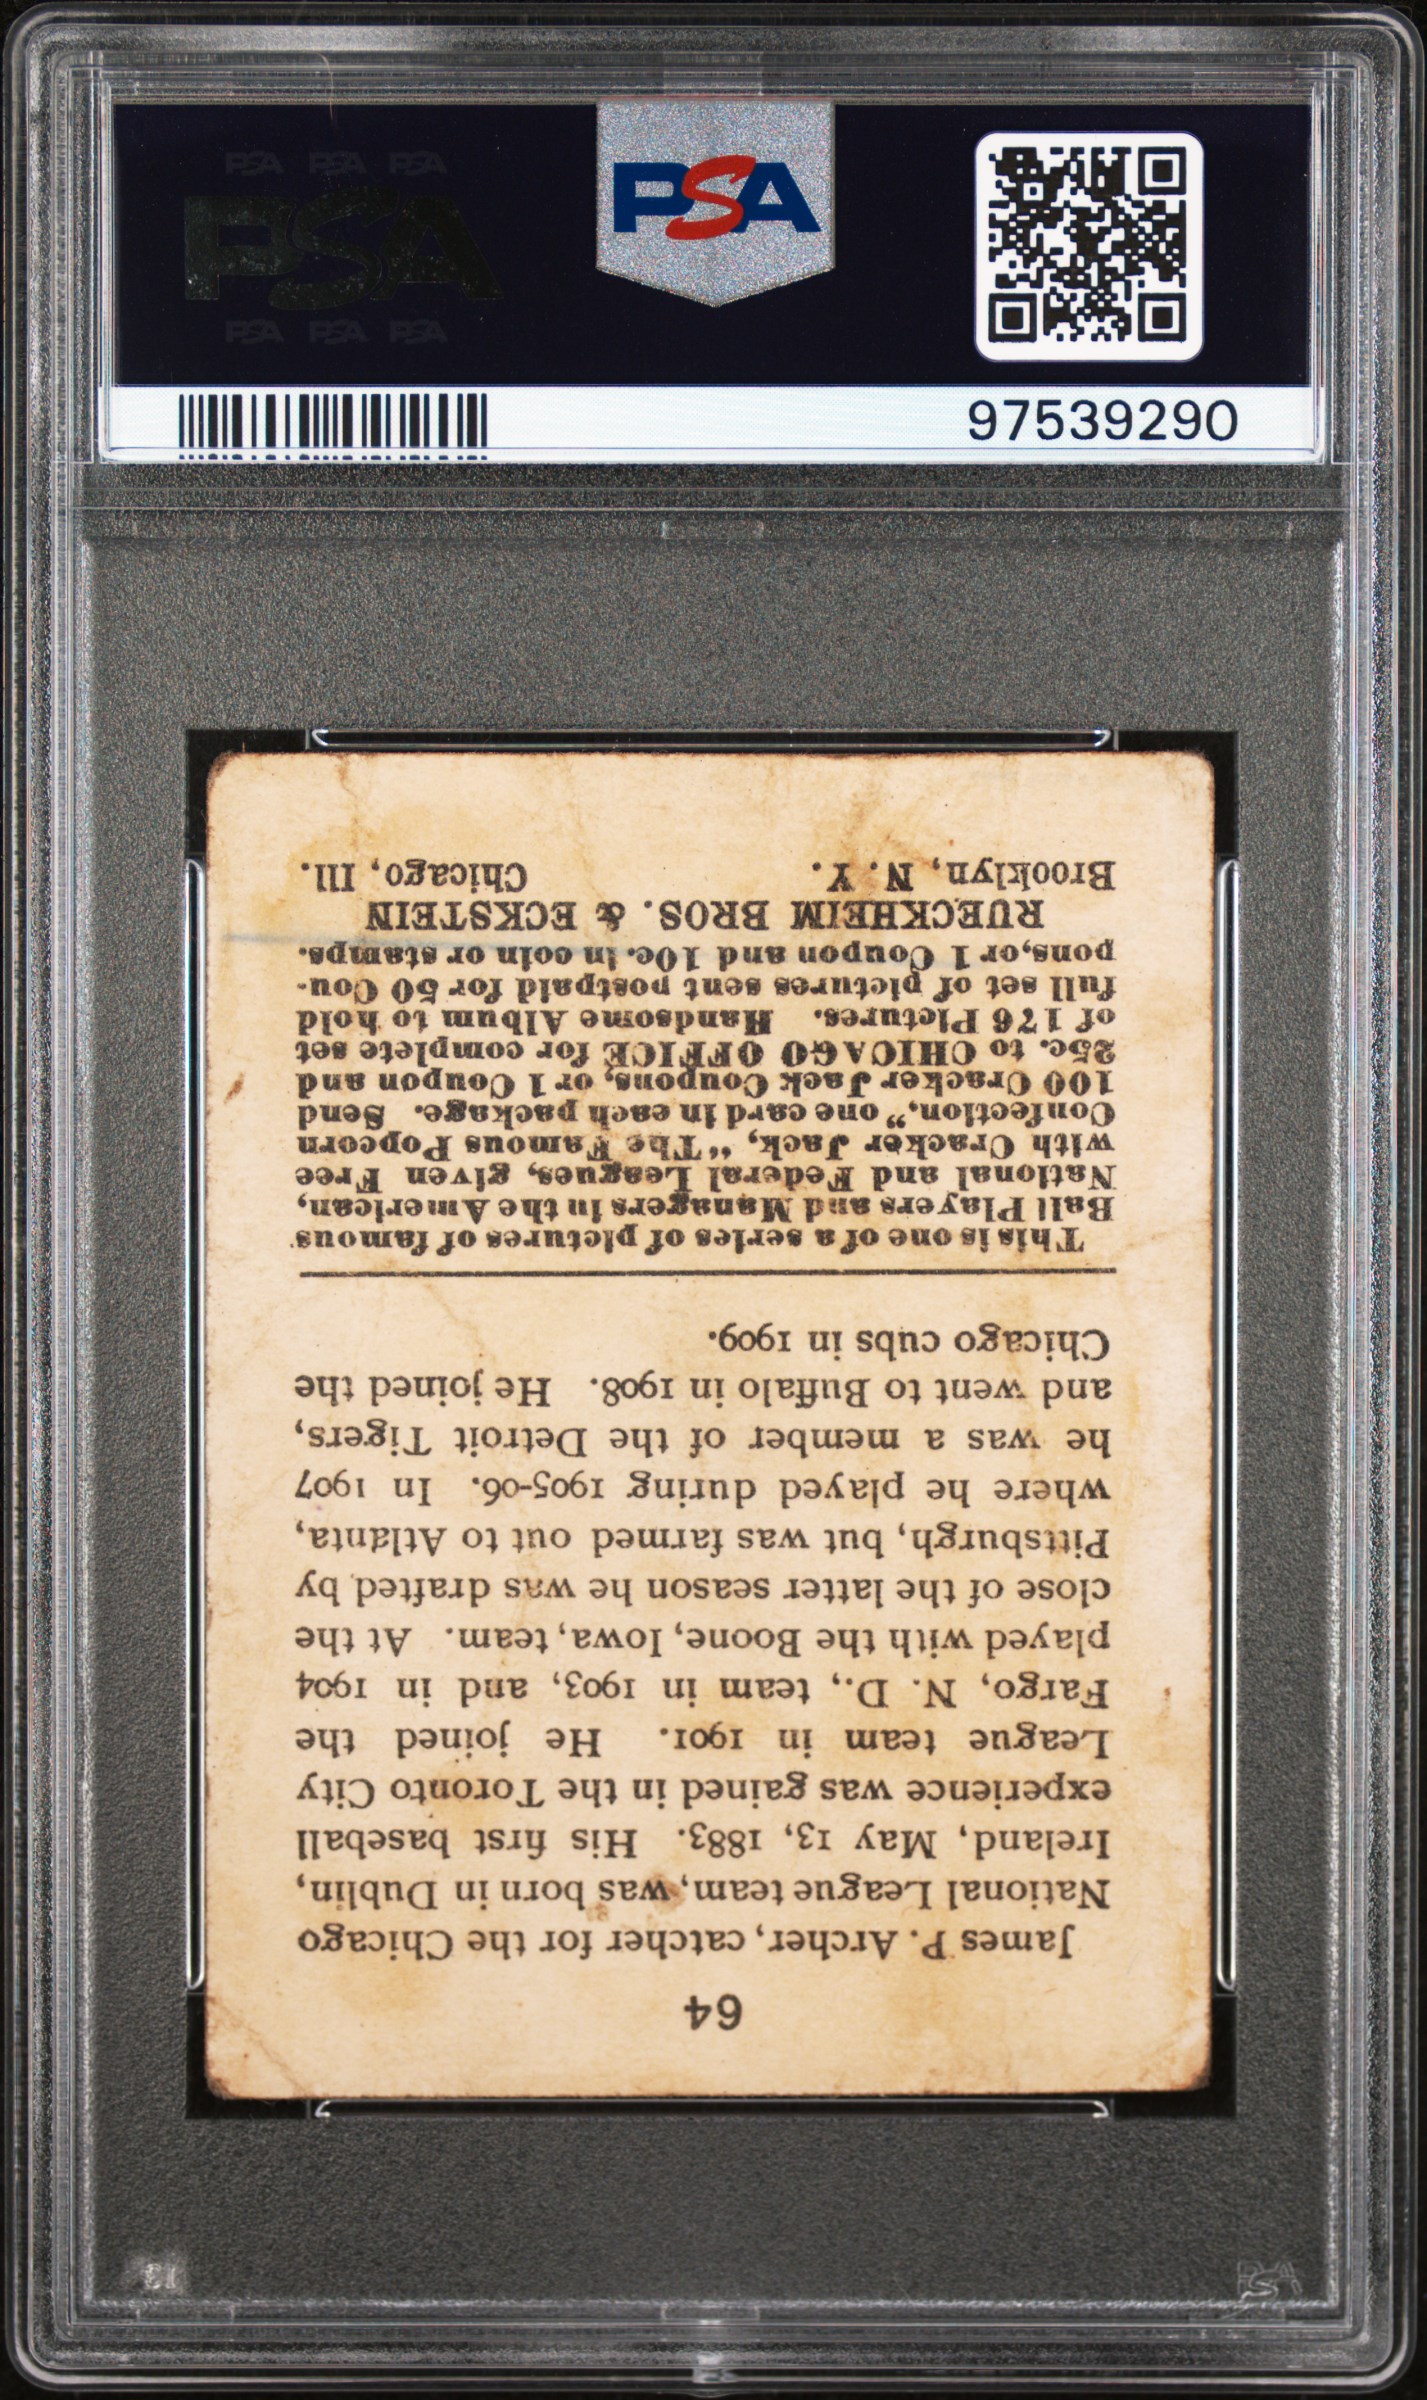 PSA PSA PSA
PSA
PSA PSA PSA
PSA
97539290
64
James P. Archer, catcher for the Chicago
National League team, was born in Dublin,
Ireland, May 13, 1883. His first baseball
experience was gained in the Toronto City
League team in 1901. He joined the
Fargo, N. D., team in 1903, and in 1904
played with the Boone, Iowa, team. At the
close of the latter season he was drafted by
Pittsburgh, but was farmed out to Atlanta,
where he played during 1905-06. In 1907
he was a member of the Detroit Tigers,
and went to Buffalo in 1908. He joined the
Chicago cubs in 1909.
This is one of a series of pictures of famous
Ball Players and Managers in the American,
National and Federal Leagues, given Free
with Cracker Jack, "The Famous Popcorn
Confection," one card in each package. Send
100 Cracker Jack Coupons, or 1 Coupon and
25c. to CHICAGO OFFICE for complete set
of 176 Pictures. Handsome Album to hold
full set of pictures sent postpaid for 50 Cou-
pons, or 1 Coupon and 10c. in coin or stamps.
RUECKHEIM BROS. & ECKSTEIN
Brooklyn, N. Y. Chicago, Ill.
PSA